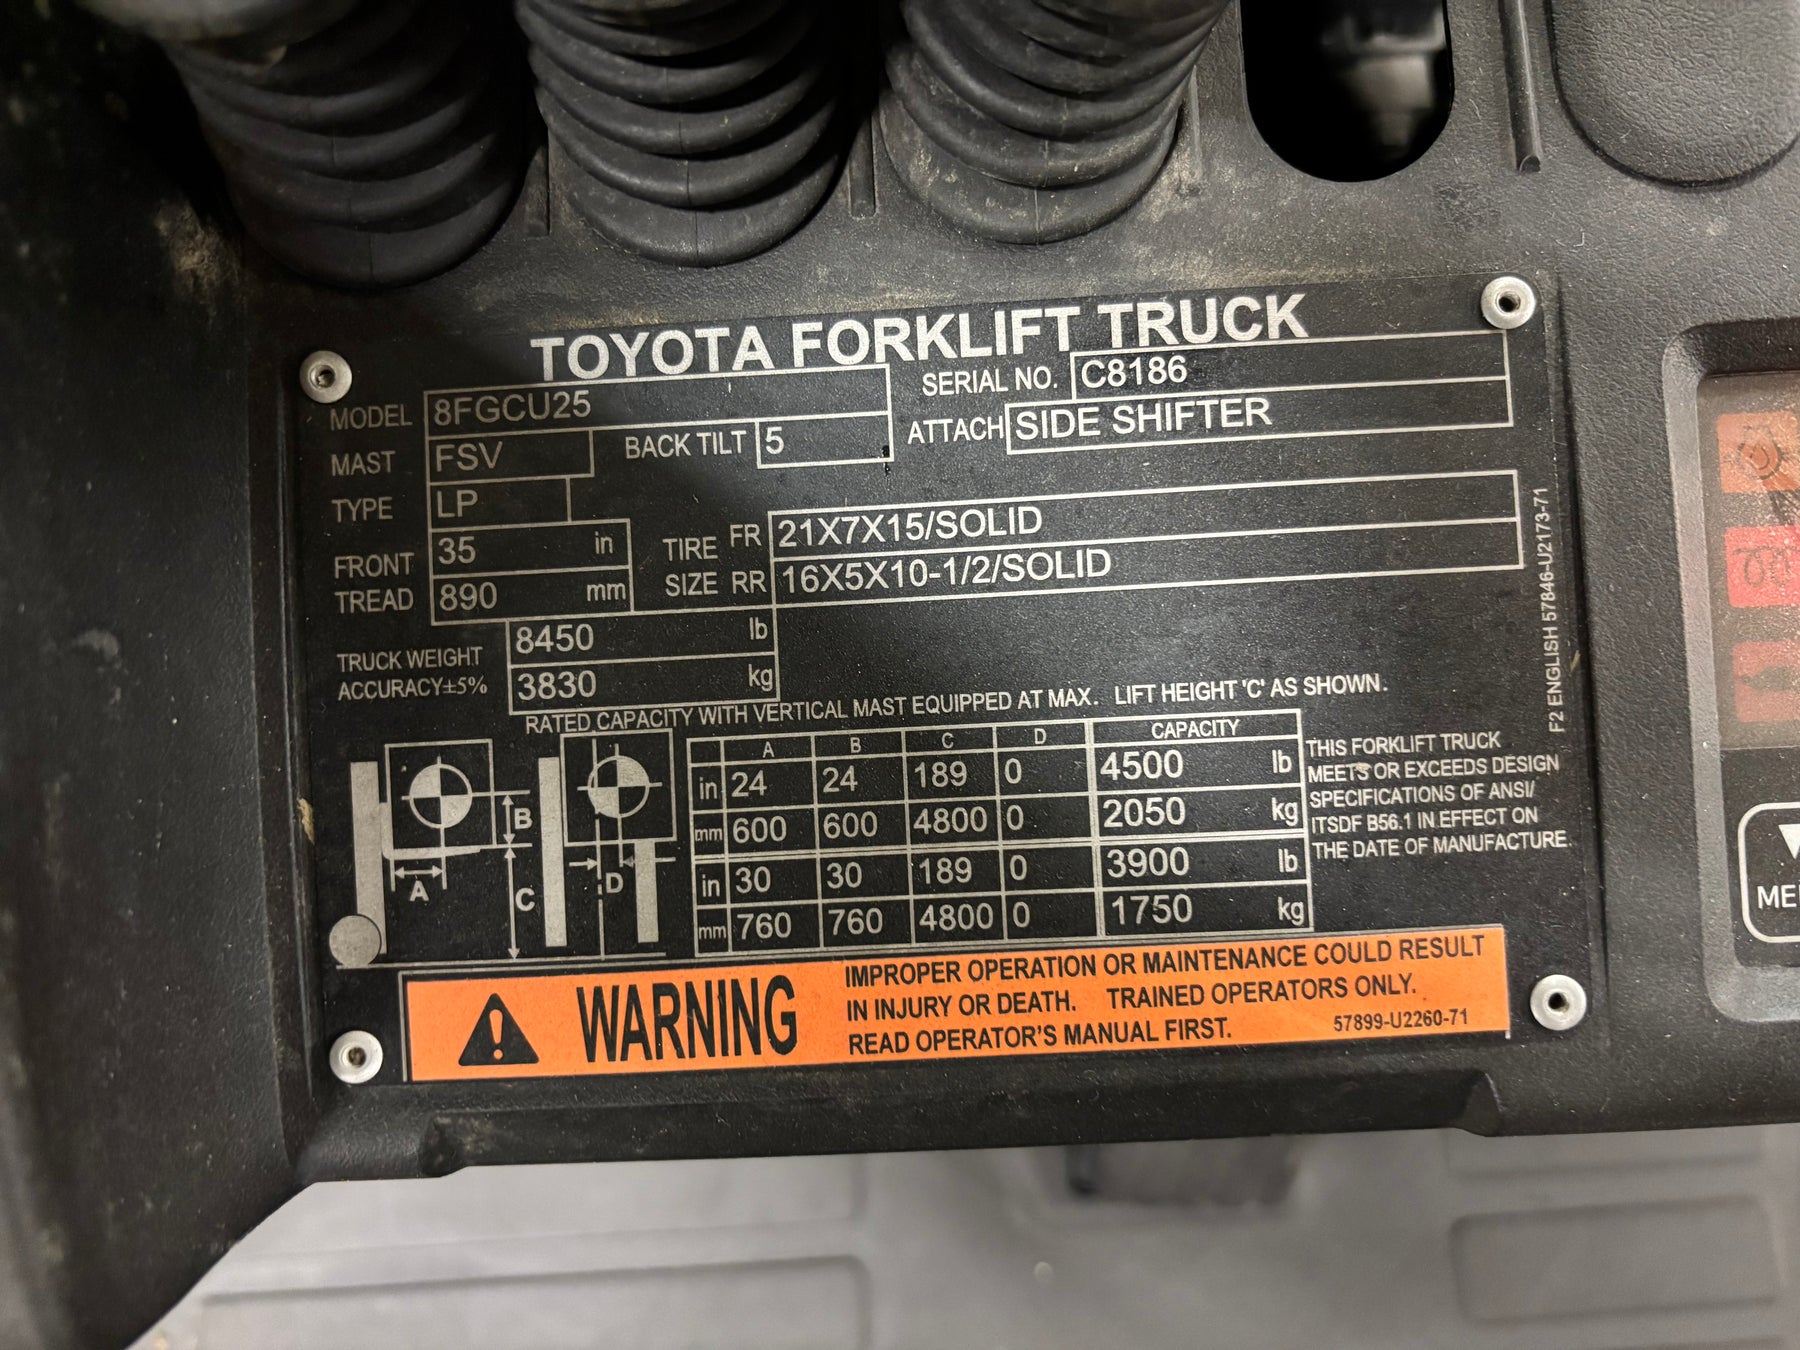 TOYOTA FORKLIFT TRUCK
MODEL 8FGCU25 SERIAL NO. C8186
MAST FSV BACK TILT 5 ATTACH SIDE SHIFTER
TYPE LP
FRONT TREAD 35 in TIRE SIZE FR 21X7X15/SOLID
890 mm RR 16X5X10-1/2/SOLID
TRUCK WEIGHT 8450 lb
ACCURACY±5% 3830 kg
RATED CAPACITY WITH VERTICAL MAST EQUIPPED AT MAX. LIFT HEIGHT 'C' AS SHOWN.
A B C D CAPACITY
in 24 24 189 0 4500 lb
mm 600 600 4800 0 2050 kg
in 30 30 189 0 3900 lb
mm 760 760 4800 0 1750 kg
B
A
C
D
THIS FORKLIFT TRUCK
MEETS OR EXCEEDS DESIGN
SPECIFICATIONS OF ANSI/
ITSDF B56.1 IN EFFECT ON
THE DATE OF MANUFACTURE.
F2 ENGLISH 57846-U2173-71
WARNING
IMPROPER OPERATION OR MAINTENANCE COULD RESULT
IN INJURY OR DEATH. TRAINED OPERATORS ONLY.
READ OPERATOR'S MANUAL FIRST. 57899-U2260-71